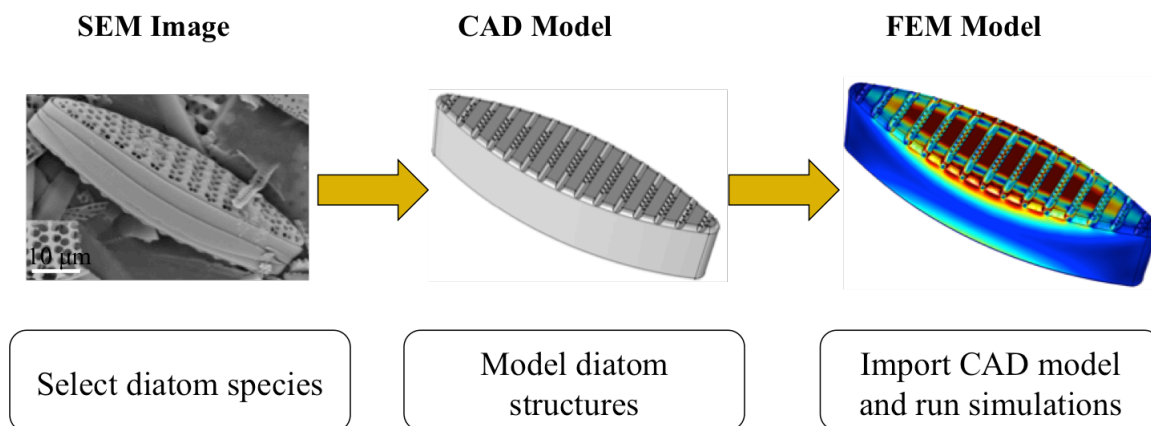 SEM Image
CAD Model
FEM Model
10 μm
Select diatom species
Model diatom
structures
Import CAD model
and run simulations